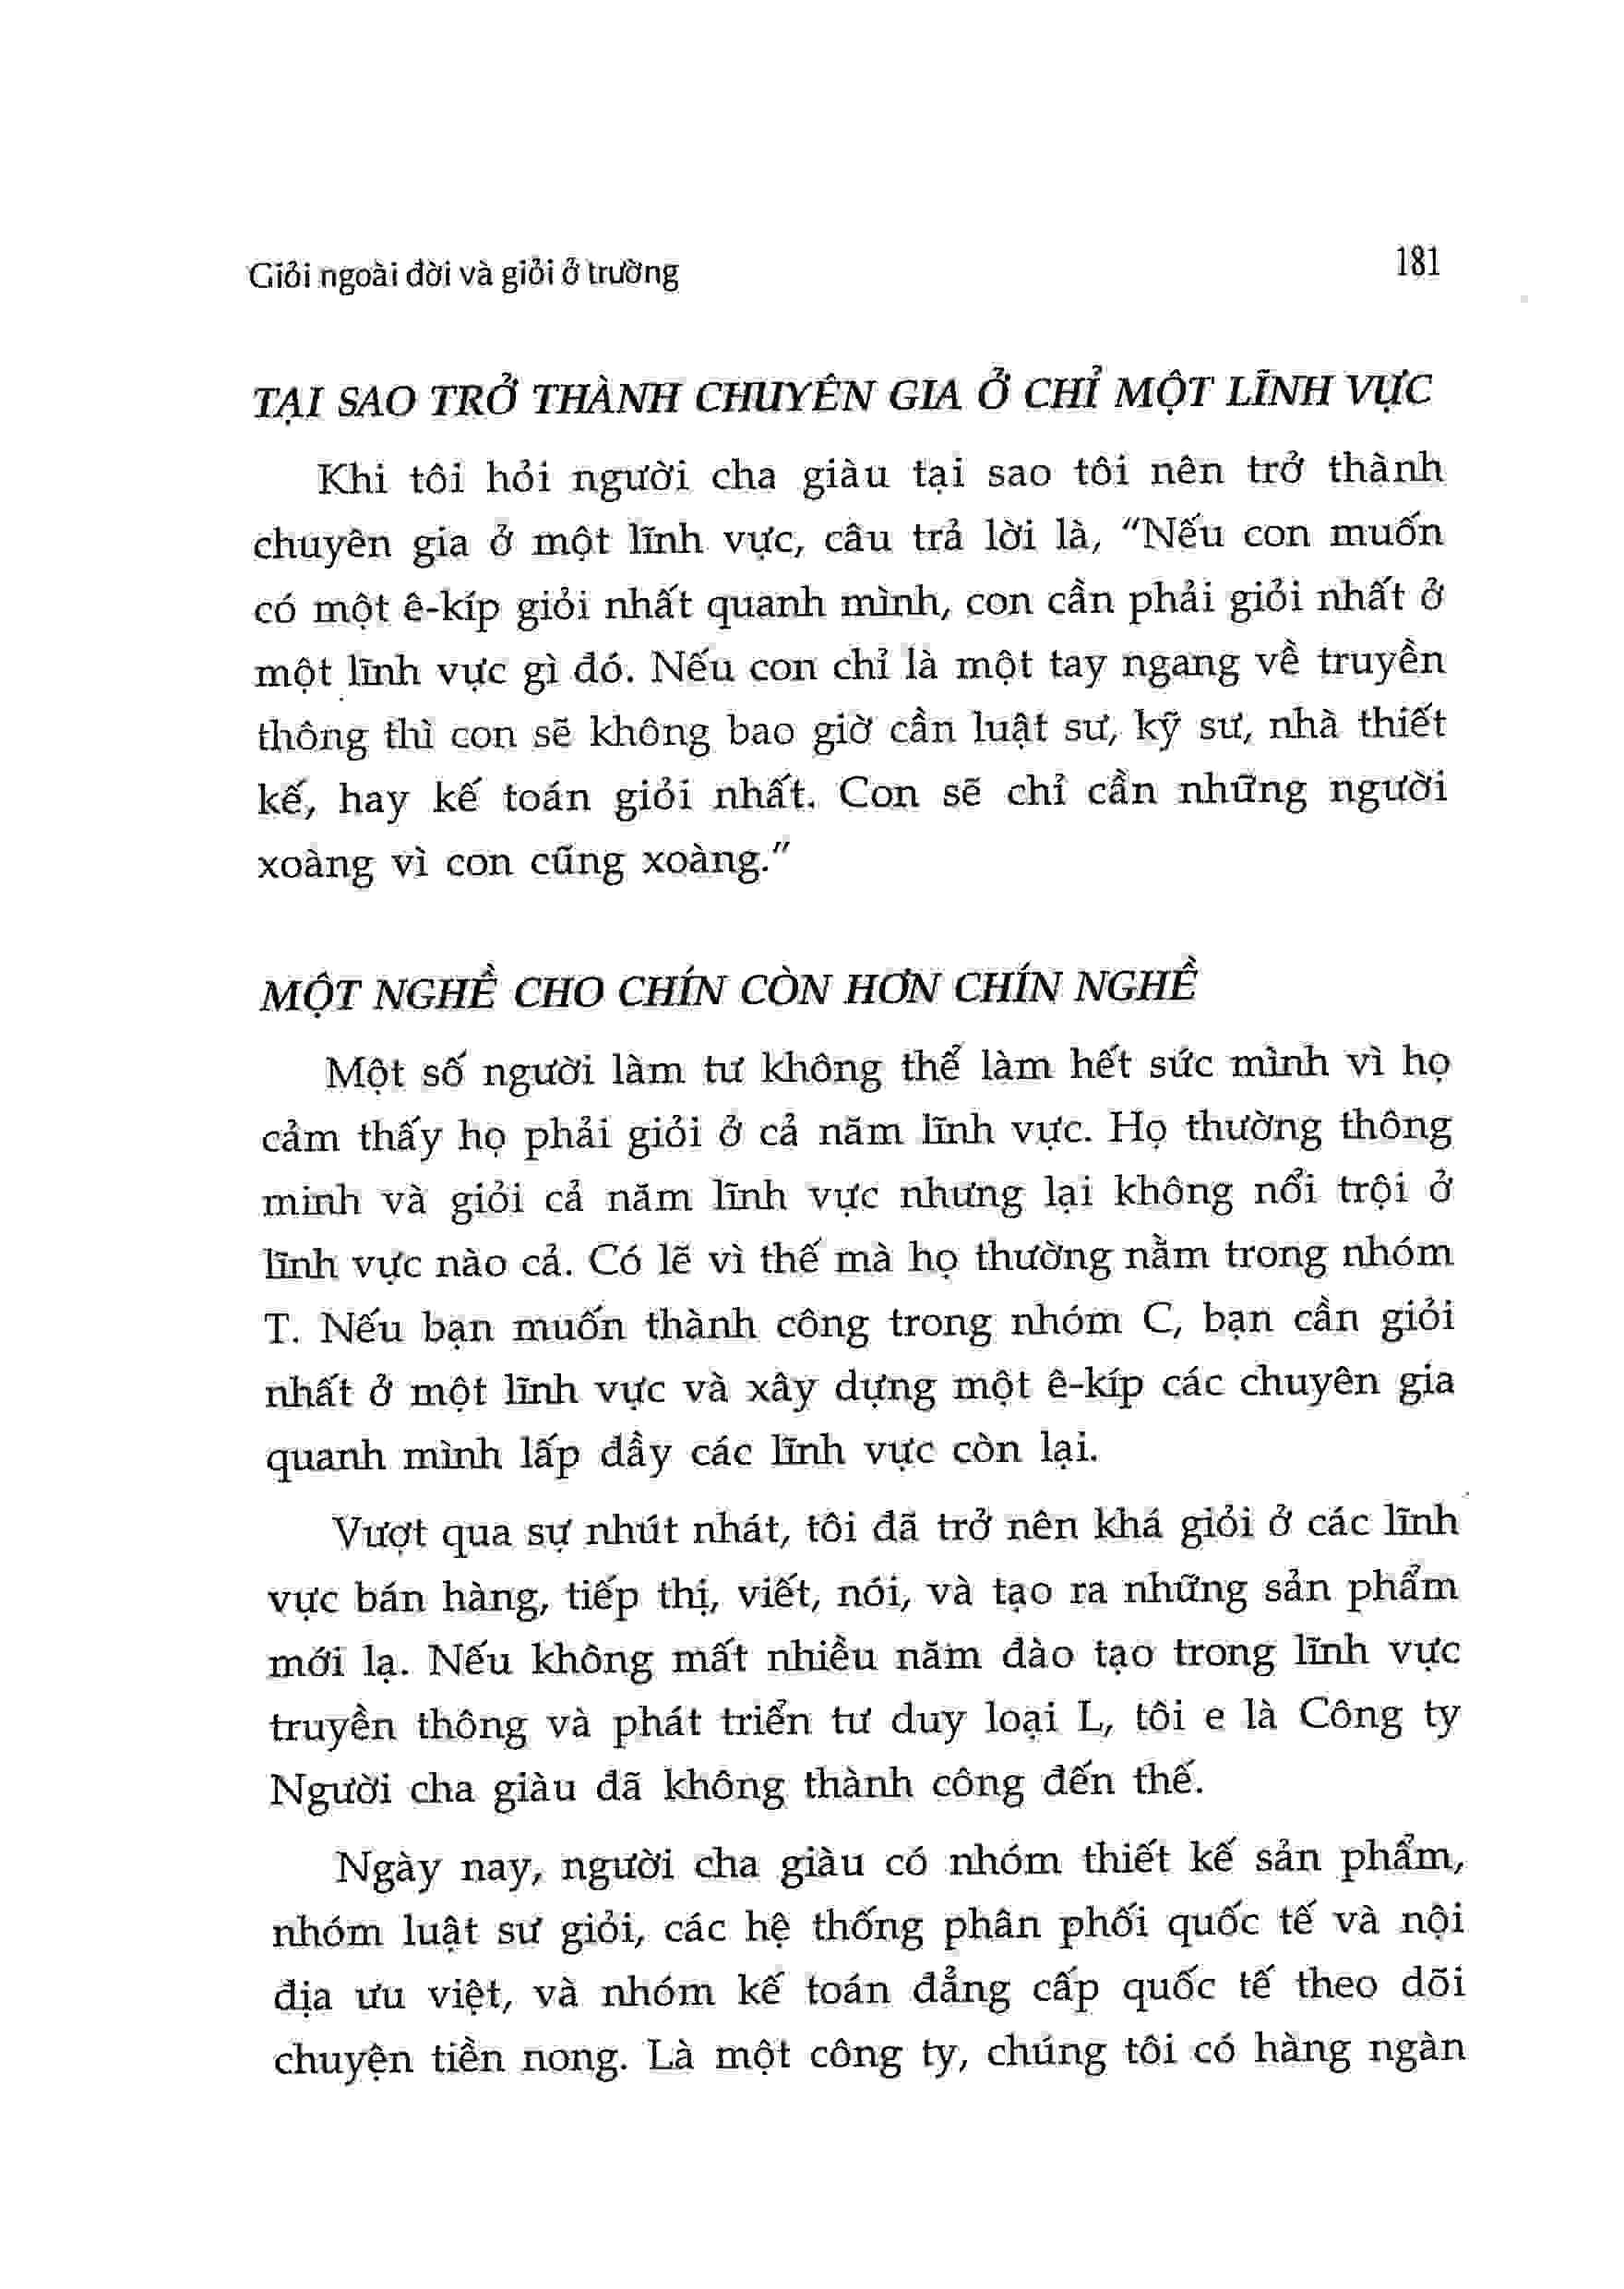 Giỏi ngoài đời và giỏi ở trường
181
TẠI SAO TRỞ THÀNH CHUYÊN GIA Ở CHỈ MỘT LĨNH VỰC
Khi tôi hỏi người cha giàu tại sao tôi nên trở thành
chuyên gia ở một lĩnh vực, câu trả lời là, “Nếu con muốn
có một ê-kíp giỏi nhất quanh mình, con cần phải giỏi nhất ở
một lĩnh vực gì đó. Nếu con chỉ là một tay ngang về truyền
thông thì con sẽ không bao giờ cần luật sư, kỹ sư, nhà thiết
kế, hay kế toán giỏi nhất. Con sẽ chỉ cần những người
xoàng vì con cũng xoàng.”
MỘT NGHỀ CHO CHÍN CÒN HƠN CHÍN NGHỀ
Một số người làm tư không thể làm hết sức mình vì họ
cảm thấy họ phải giỏi ở cả năm lĩnh vực. Họ thường thông
minh và giỏi cả năm lĩnh vực nhưng lại không nổi trội ở
lĩnh vực nào cả. Có lẽ vì thế mà họ thường nằm trong nhóm
T. Nếu bạn muốn thành công trong nhóm C, bạn cần giỏi
nhất ở một lĩnh vực và xây dựng một ê-kíp các chuyên gia
quanh mình lấp đầy các lĩnh vực còn lại.
Vượt qua sự nhút nhát, tôi đã trở nên khá giỏi ở các lĩnh
vực bán hàng, tiếp thị, viết, nói, và tạo ra những sản phẩm
mới lạ. Nếu không mất nhiều năm đào tạo trong lĩnh vực
truyền thông và phát triển tư duy loại L, tôi e là Công ty
Người cha giàu đã không thành công đến thế.
Ngày nay, người cha giàu có nhóm thiết kế sản phẩm,
nhóm luật sư giỏi, các hệ thống phân phối quốc tế và nội
địa ưu việt, và nhóm kế toán đẳng cấp quốc tế theo dõi
chuyện tiền nong. Là một công ty, chúng tôi có hàng ngàn